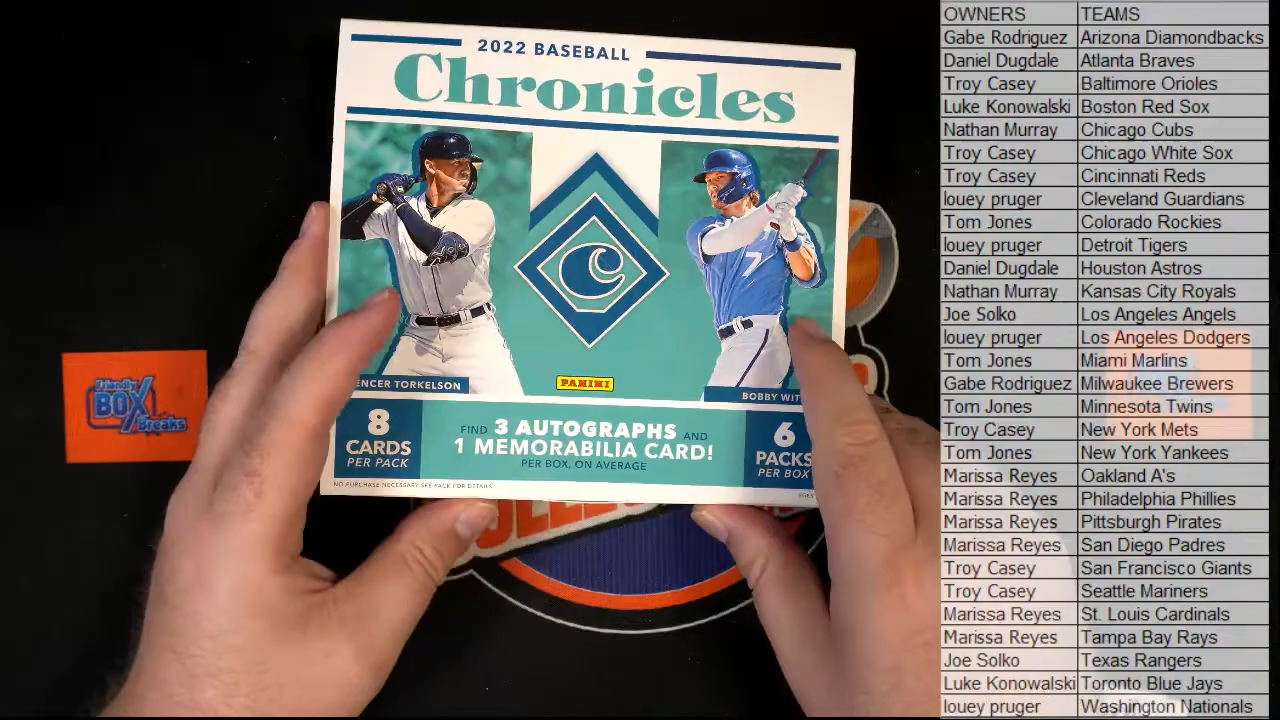 2022 BASEBALL
Chronicles
ENCER TORKELSON
PANINI
BOBBY WIT
8
CARDS
PER PACK
FIND 3 AUTOGRAPHS AND
1 MEMORABILIA CARD!
PER BOX, ON AVERAGE
6
PACKS
PER BOX
NO PURCHASE NECESSARY SEE PACK FOR DETAILS
7
Friendly
BOX
Breaks
OWNERS TEAMS
Gabe Rodriguez Arizona Diamondbacks
Daniel Dugdale Atlanta Braves
Troy Casey Baltimore Orioles
Luke Konowalski Boston Red Sox
Nathan Murray Chicago Cubs
Troy Casey Chicago White Sox
Troy Casey Cincinnati Reds
louey pruger Cleveland Guardians
Tom Jones Colorado Rockies
louey pruger Detroit Tigers
Daniel Dugdale Houston Astros
Nathan Murray Kansas City Royals
Joe Solko Los Angeles Angels
louey pruger Los Angeles Dodgers
Tom Jones Miami Marlins
Gabe Rodriguez Milwaukee Brewers
Tom Jones Minnesota Twins
Troy Casey New York Mets
Tom Jones New York Yankees
Marissa Reyes Oakland A's
Marissa Reyes Philadelphia Phillies
Marissa Reyes Pittsburgh Pirates
Marissa Reyes San Diego Padres
Troy Casey San Francisco Giants
Troy Casey Seattle Mariners
Marissa Reyes St. Louis Cardinals
Marissa Reyes Tampa Bay Rays
Joe Solko Texas Rangers
Luke Konowalski Toronto Blue Jays
louey pruger Washington Nationals